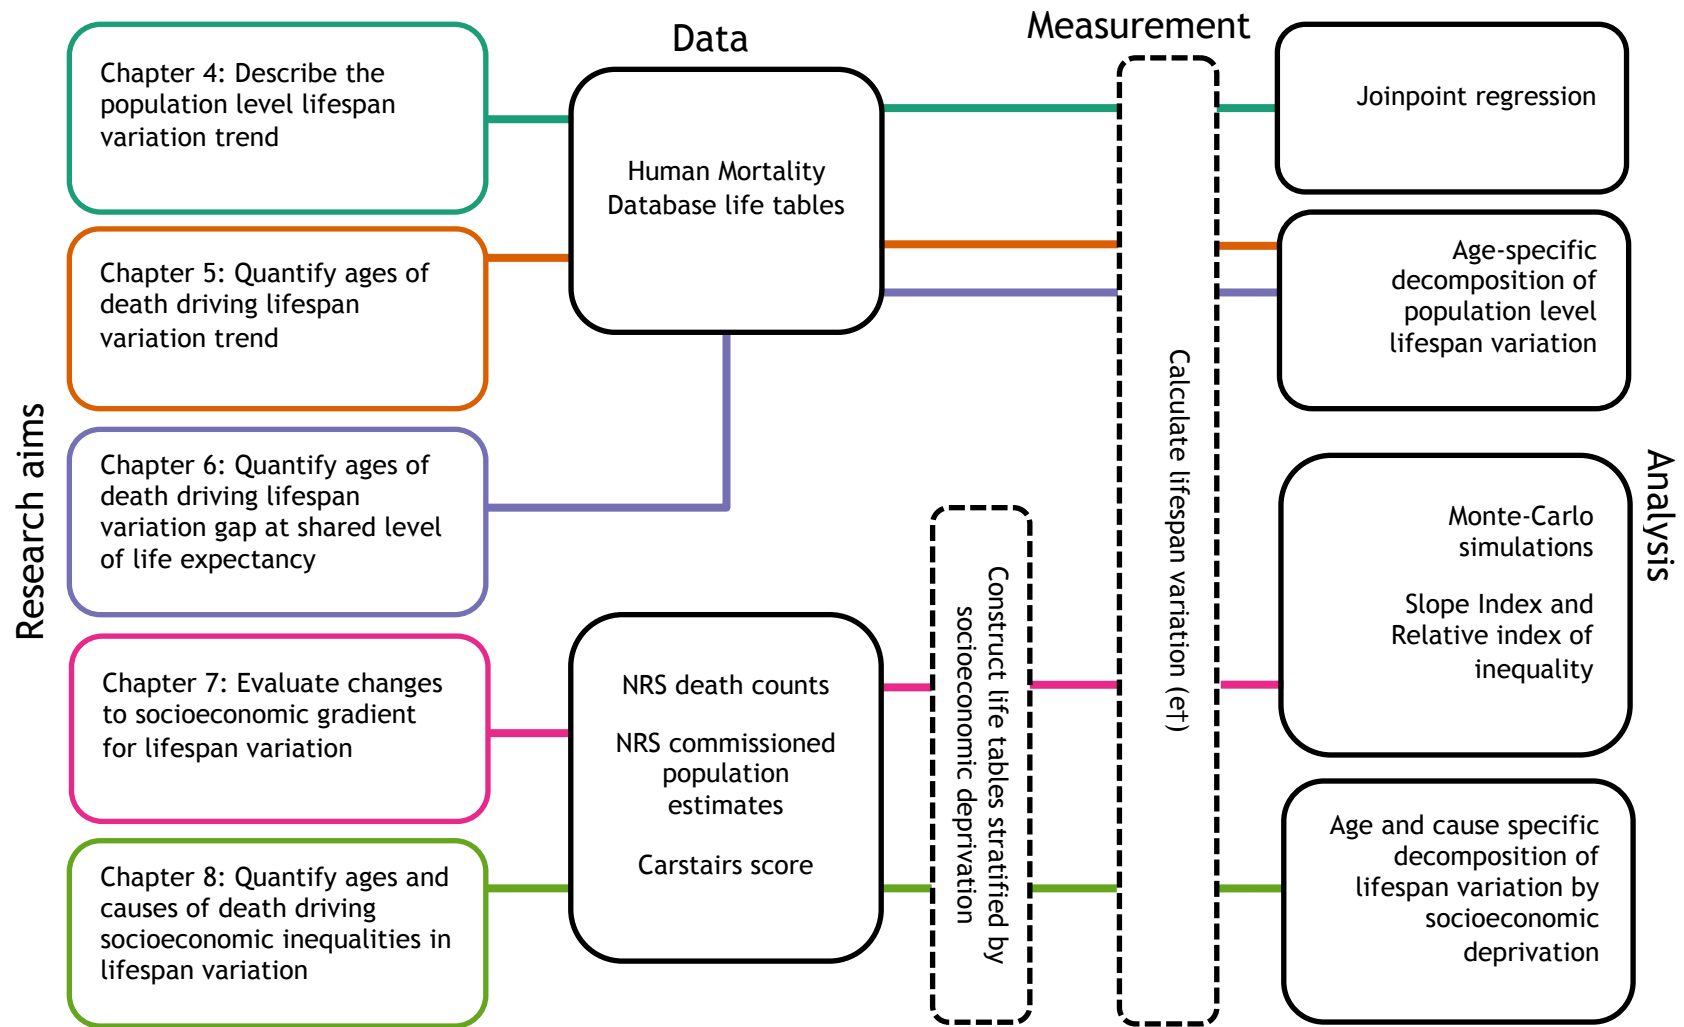 Data
Measurement
Research aims
Analysis
Chapter 4: Describe the
population level lifespan
variation trend
Chapter 5: Quantify ages of
death driving lifespan
variation trend
Chapter 6: Quantify ages of
death driving lifespan
variation gap at shared level
of life expectancy
Chapter 7: Evaluate changes
to socioeconomic gradient
for lifespan variation
Chapter 8: Quantify ages and
causes of death driving
socioeconomic inequalities in
lifespan variation
Human Mortality
Database life tables
NRS death counts
NRS commissioned
population
estimates
Carstairs score
Construct life tables stratified by
socioeconomic deprivation
Calculate lifespan variation (e†)
Joinpoint regression
Age-specific
decomposition of
population level
lifespan variation
Monte-Carlo
simulations
Slope Index and
Relative index of
inequality
Age and cause specific
decomposition of
lifespan variation by
socioeconomic
deprivation